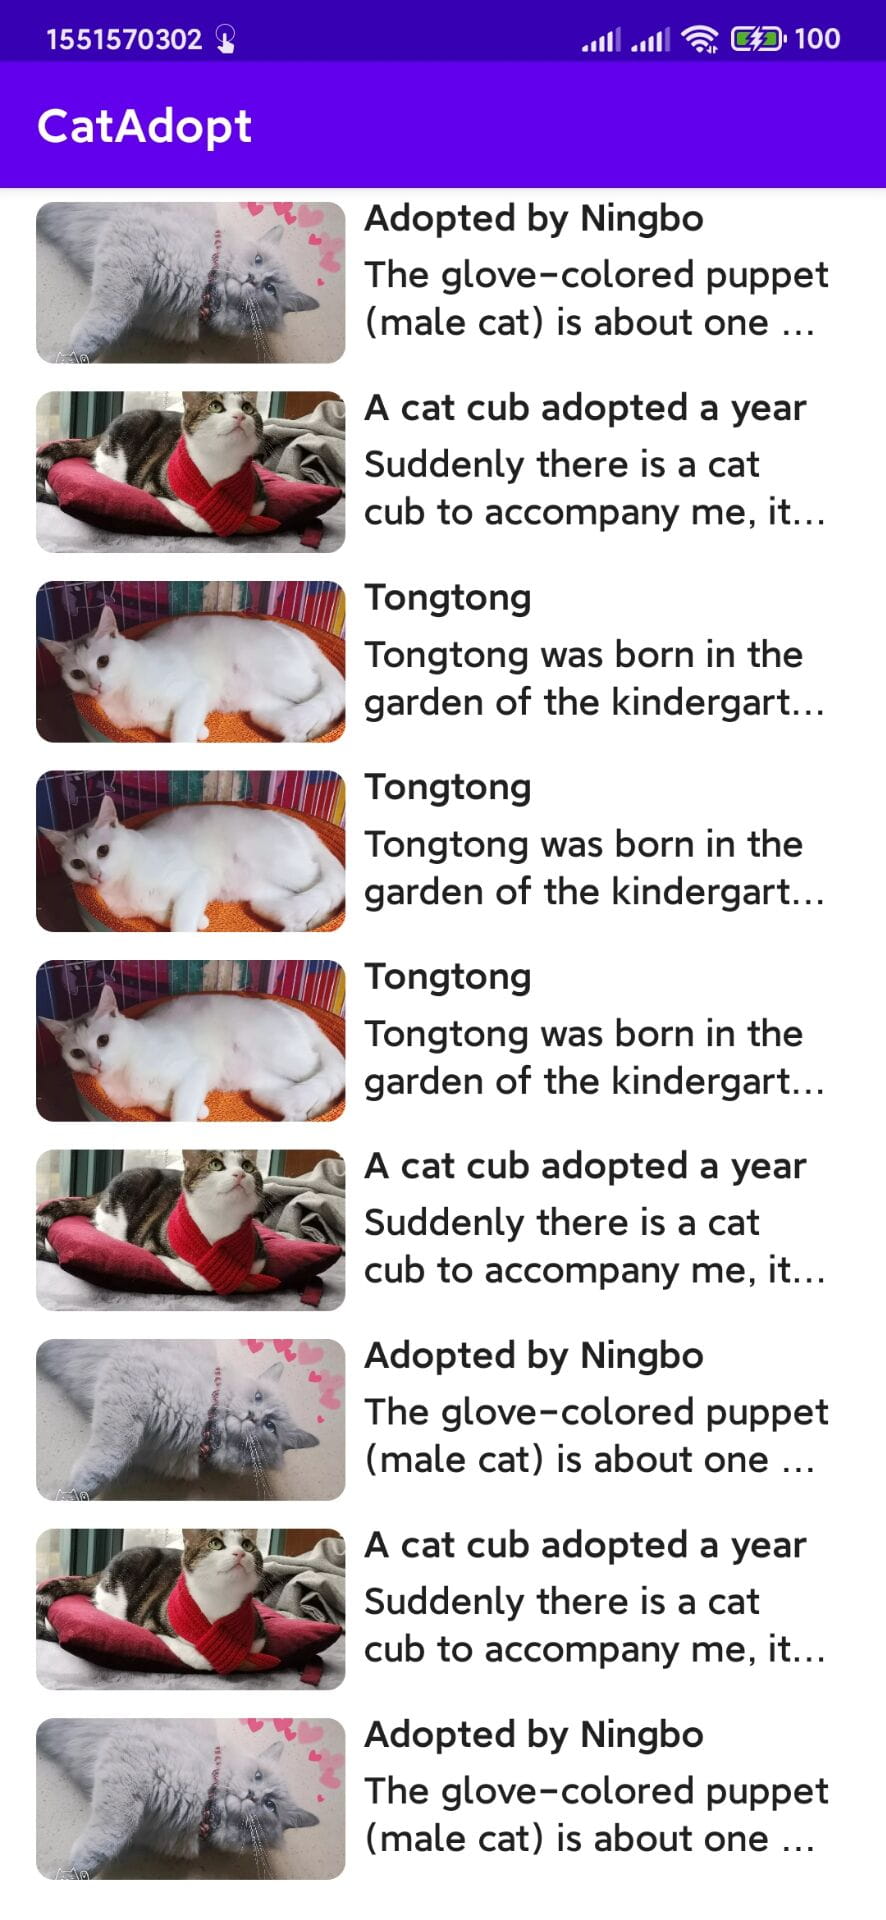 1551570302
100
CatAdopt
Adopted by Ningbo
The glove-colored puppet
(male cat) is about one ...
A cat cub adopted a year
Suddenly there is a cat
cub to accompany me, it...
Tongtong
Tongtong was born in the
garden of the kindergart...
Tongtong
Tongtong was born in the
garden of the kindergart...
Tongtong
Tongtong was born in the
garden of the kindergart...
A cat cub adopted a year
Suddenly there is a cat
cub to accompany me, it...
Adopted by Ningbo
The glove-colored puppet
(male cat) is about one ...
A cat cub adopted a year
Suddenly there is a cat
cub to accompany me, it...
Adopted by Ningbo
The glove-colored puppet
(male cat) is about one ...